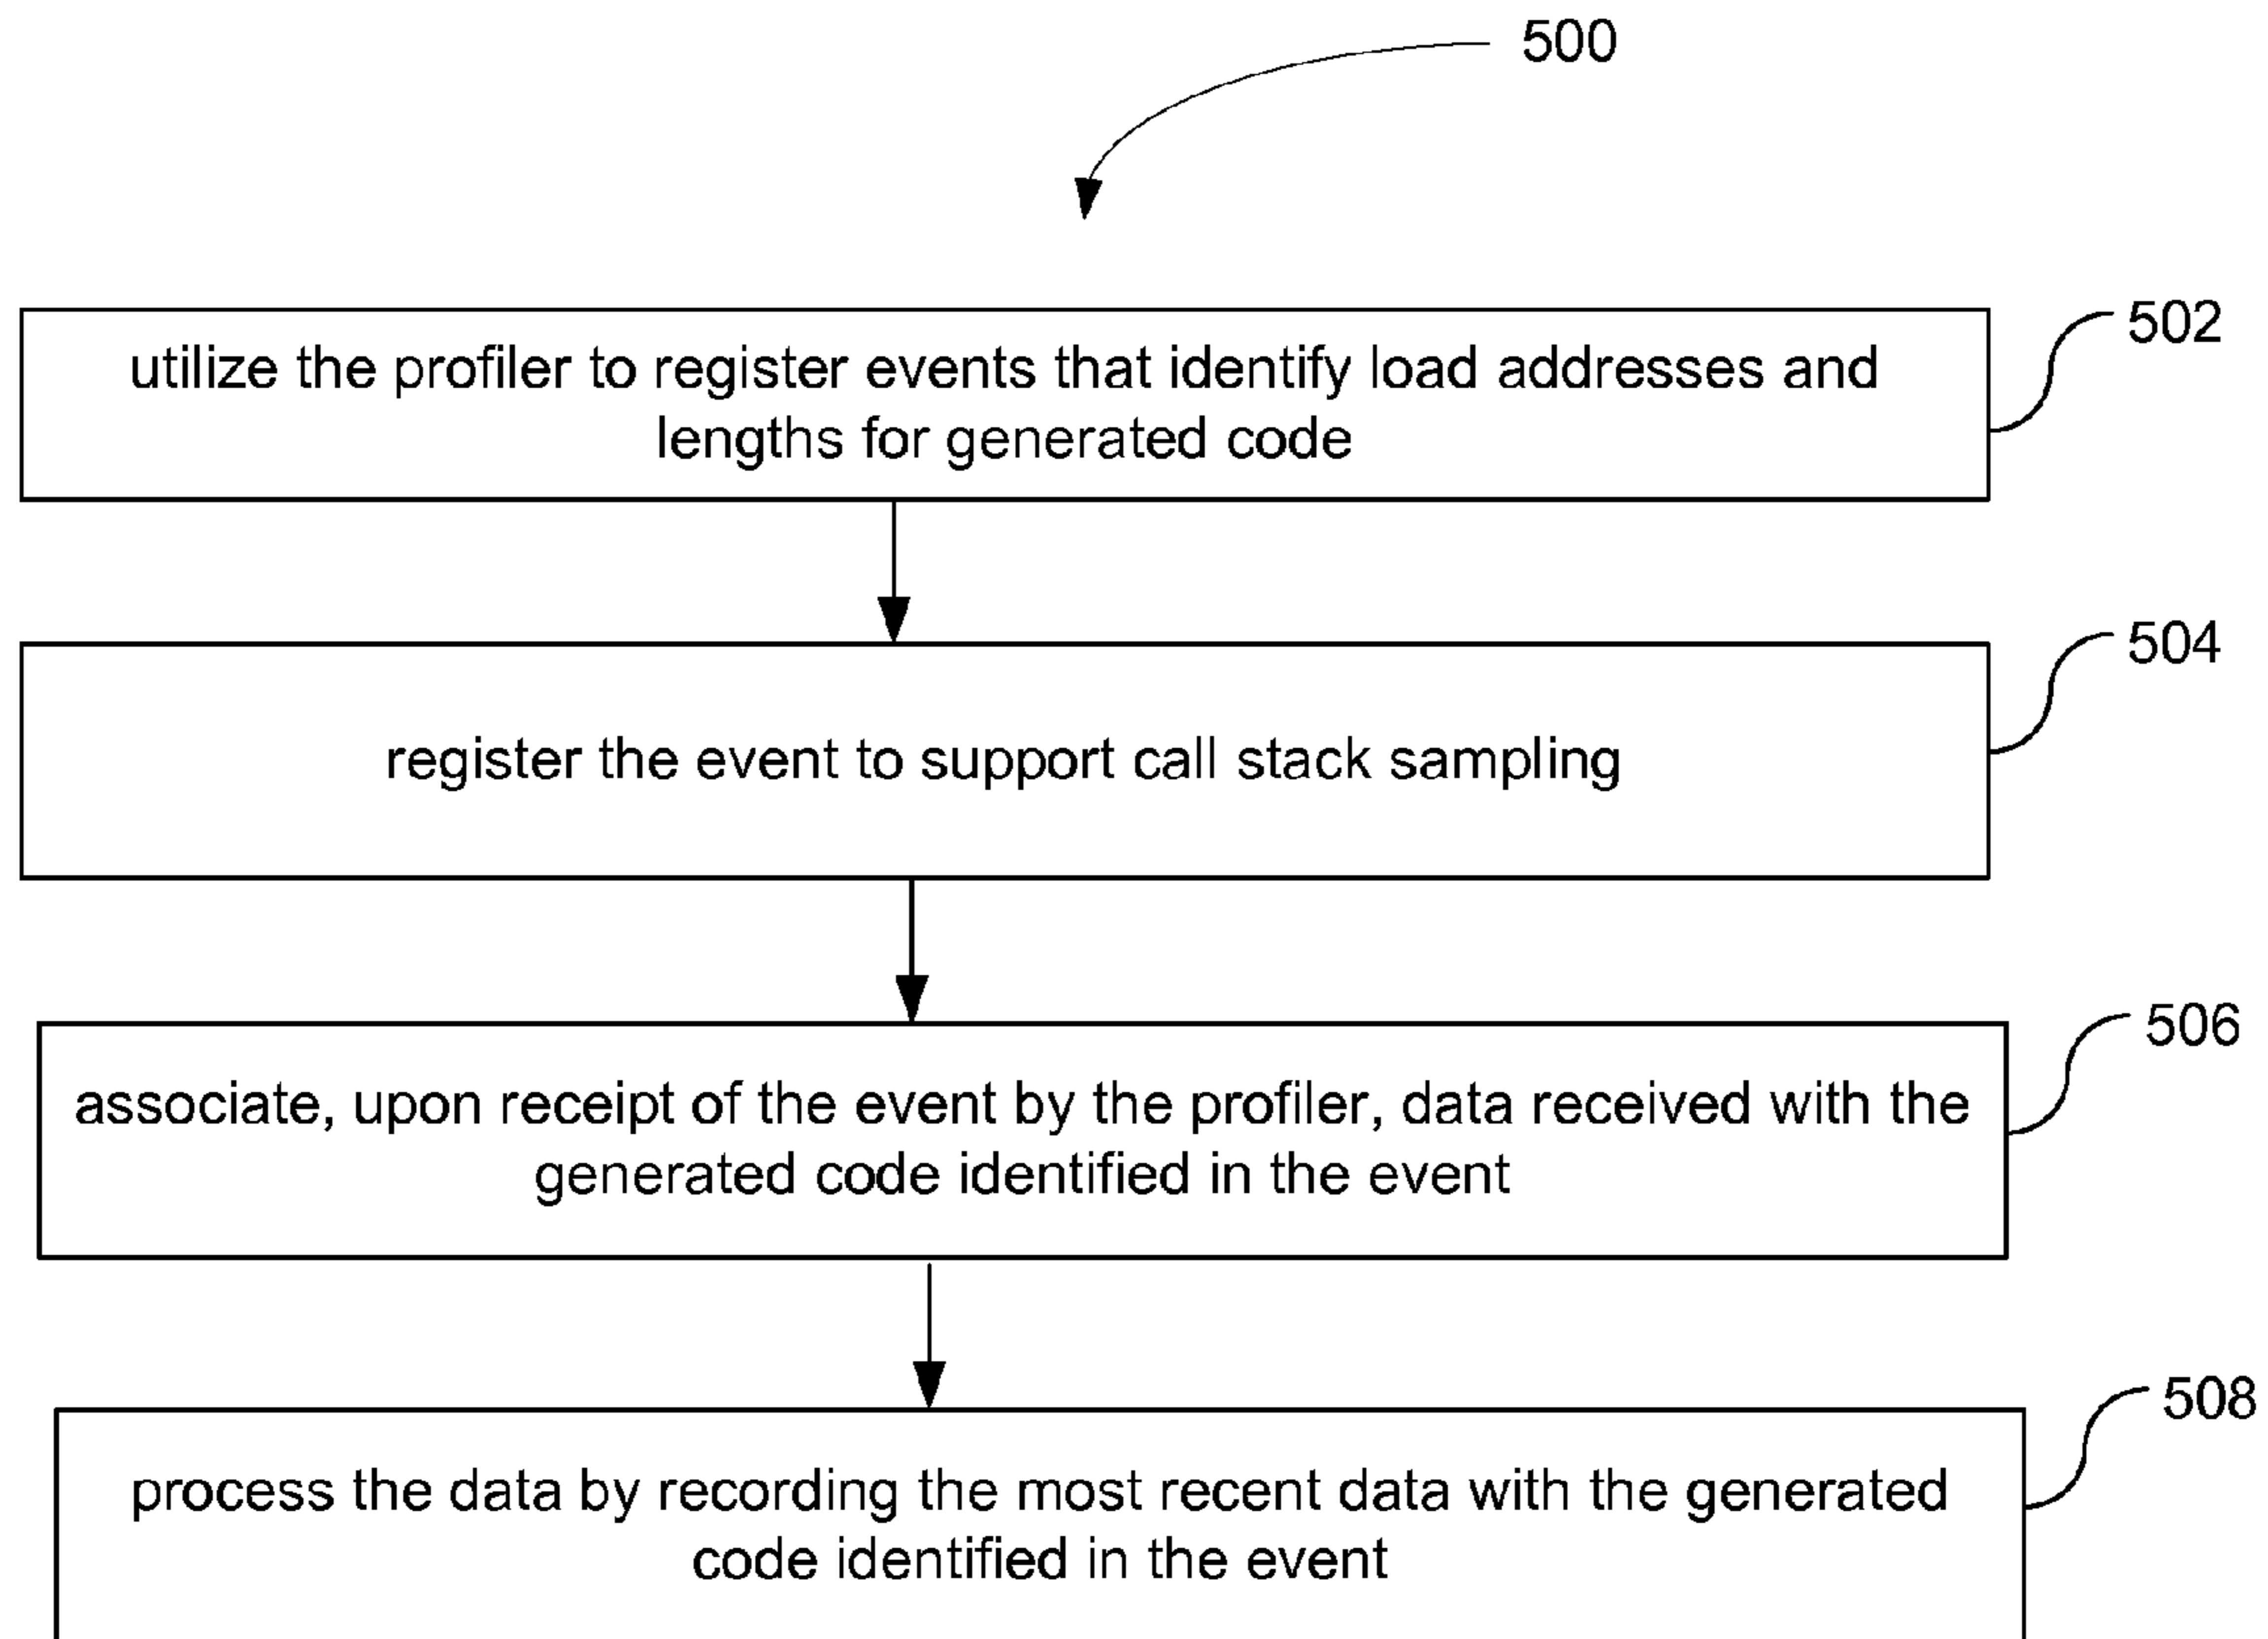 500
502
utilize the profiler to register events that identify load addresses and
lengths for generated code
504
register the event to support call stack sampling
506
associate, upon receipt of the event by the profiler, data received with the
generated code identified in the event
508
process the data by recording the most recent data with the generated
code identified in the event